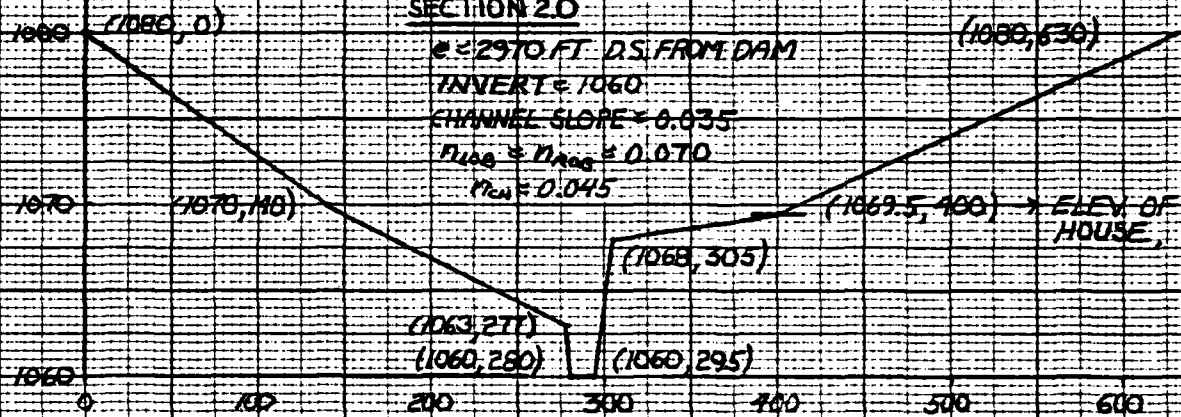 SECTION 2.0
@ ≈ 2970 FT D.S. FROM DAM
INVERT = 1060
CHANNEL SLOPE ≈ 0.035
nLOB = nROB = 0.070
nCH = 0.045
1080
(1080, 0)
(1080, 630)
1070
(1070, 140)
(1069.5, 400) → ELEV. OF
HOUSE,
(1068, 305)
(1063, 277)
(1060, 280)
(1060, 295)
1060
0 100 200 300 400 500 600